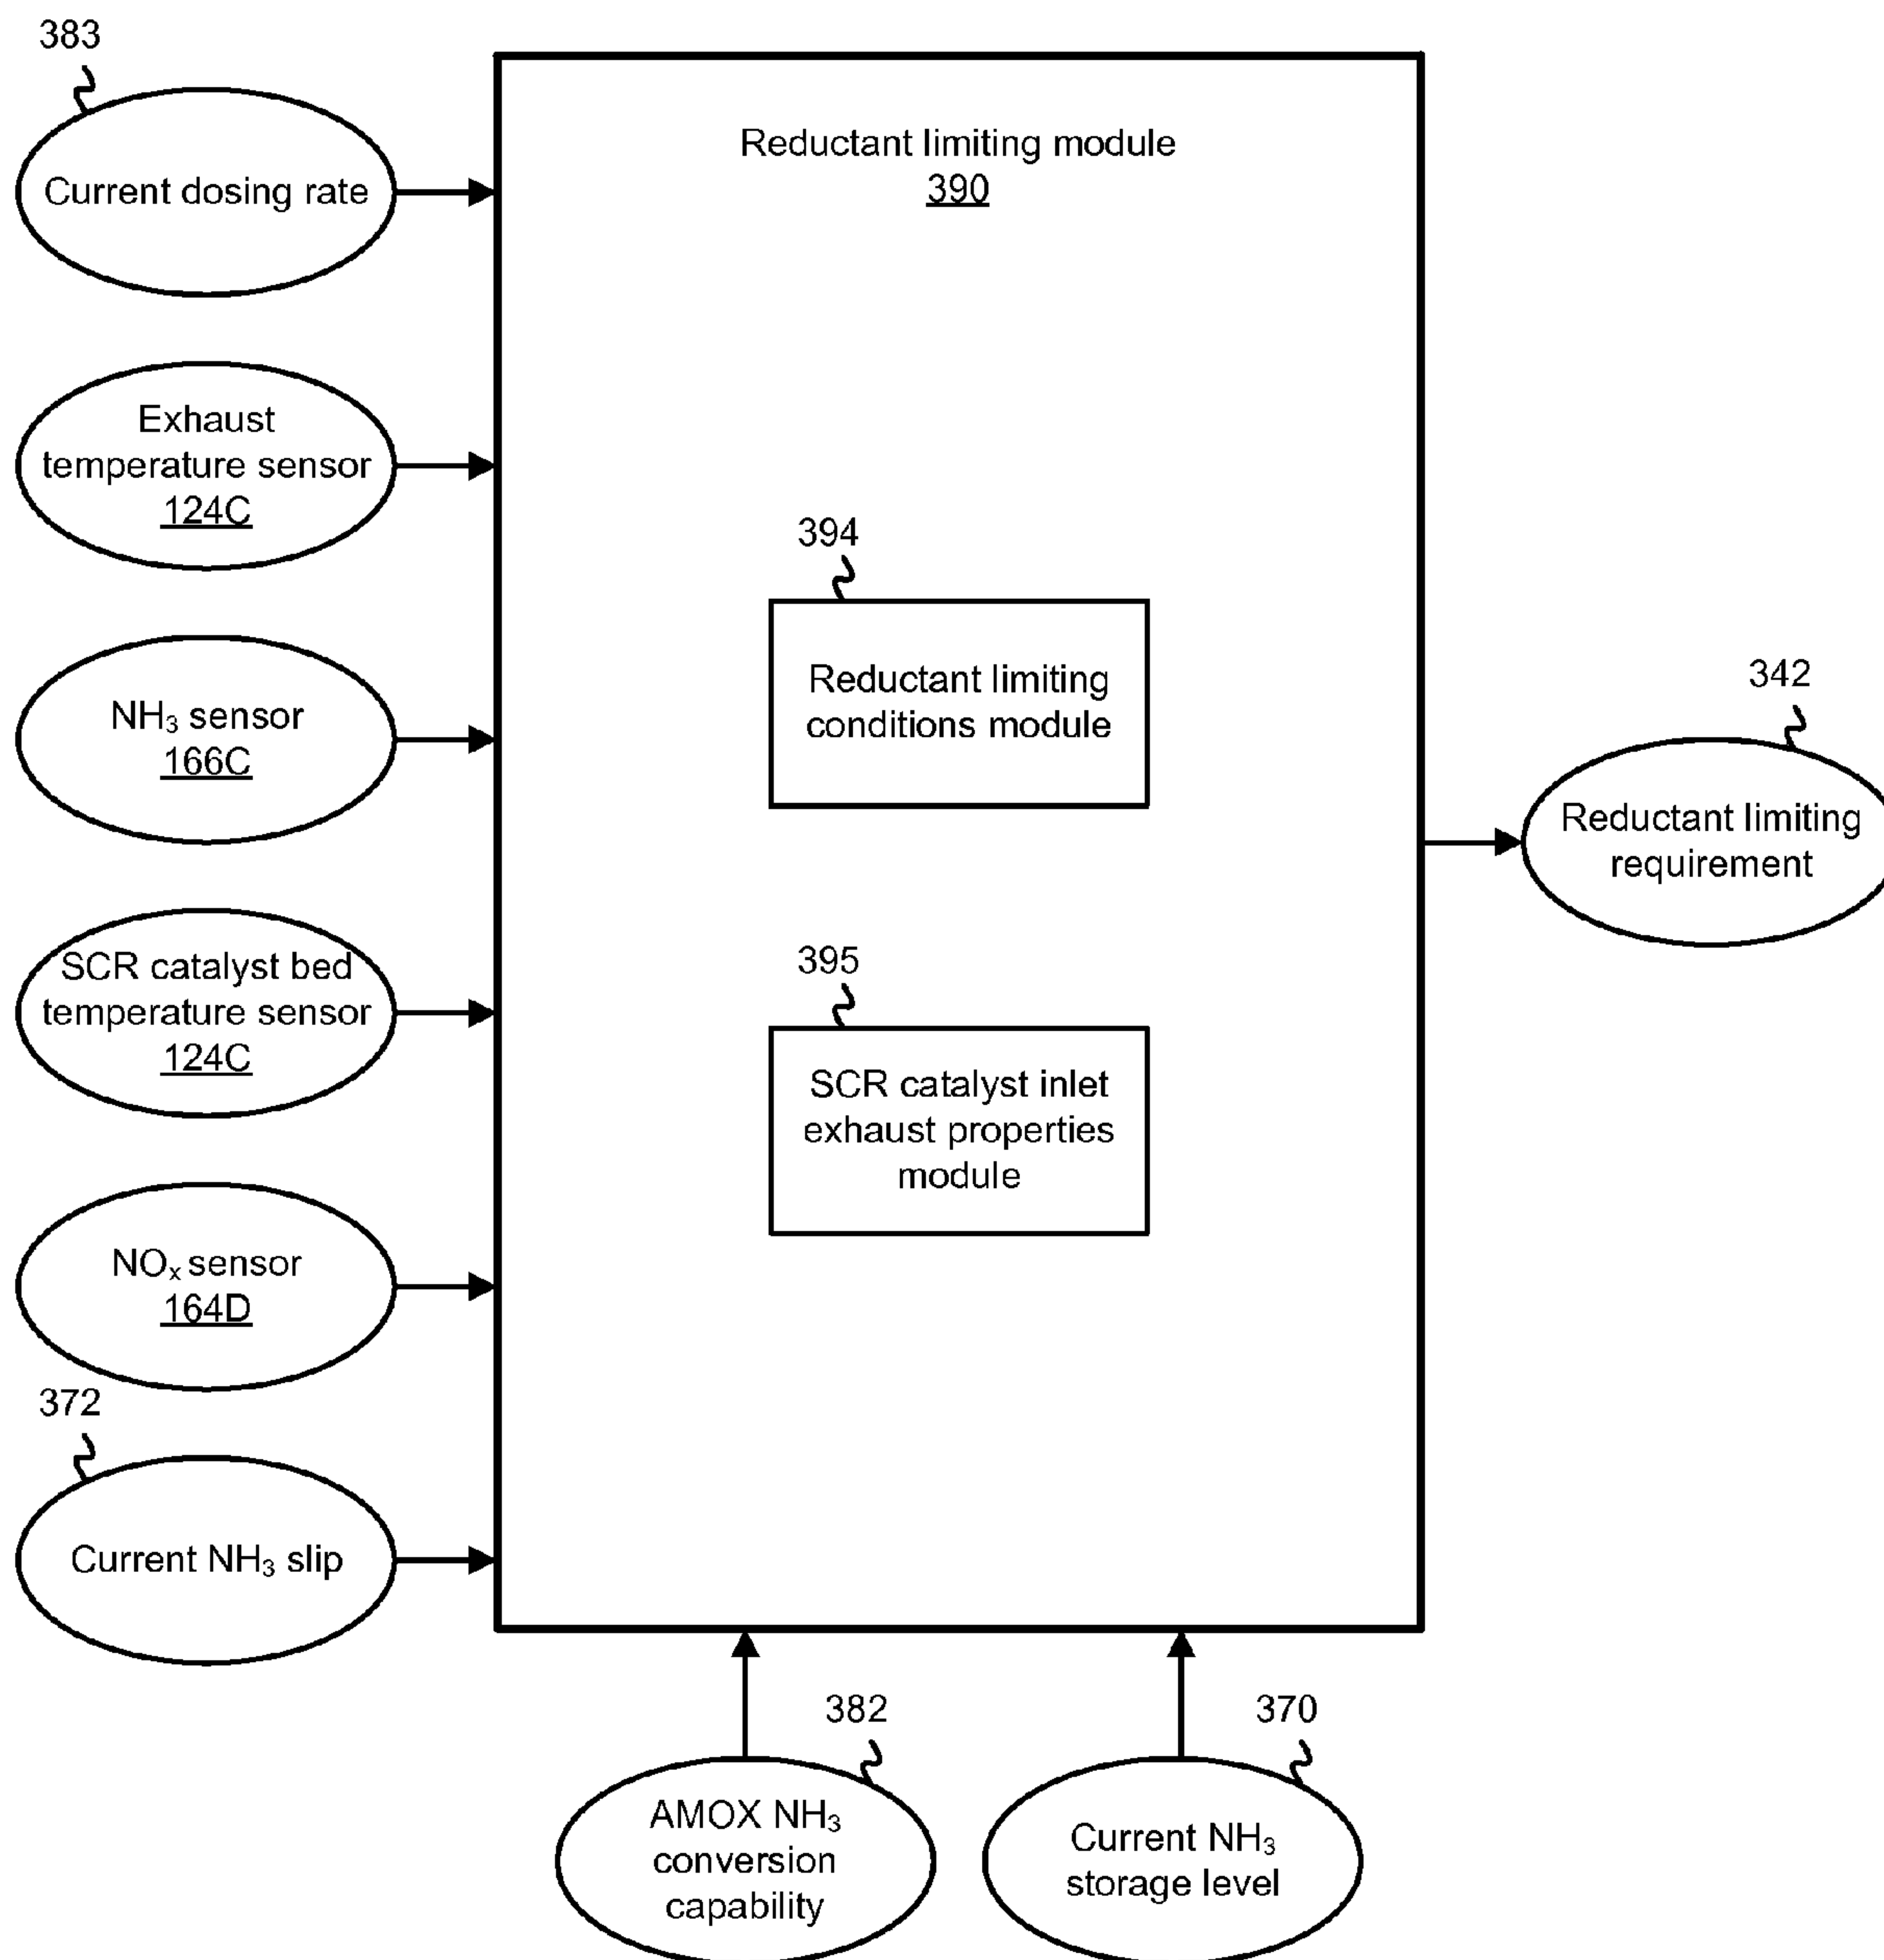 383
Current dosing rate
Exhaust
temperature sensor
124C
NH₃ sensor
166C
SCR catalyst bed
temperature sensor
124C
NOₓ sensor
164D
372
Current NH₃ slip
Reductant limiting module
390
394
Reductant limiting
conditions module
395
SCR catalyst inlet
exhaust properties
module
342
Reductant limiting
requirement
382
AMOX NH₃
conversion
capability
370
Current NH₃
storage level